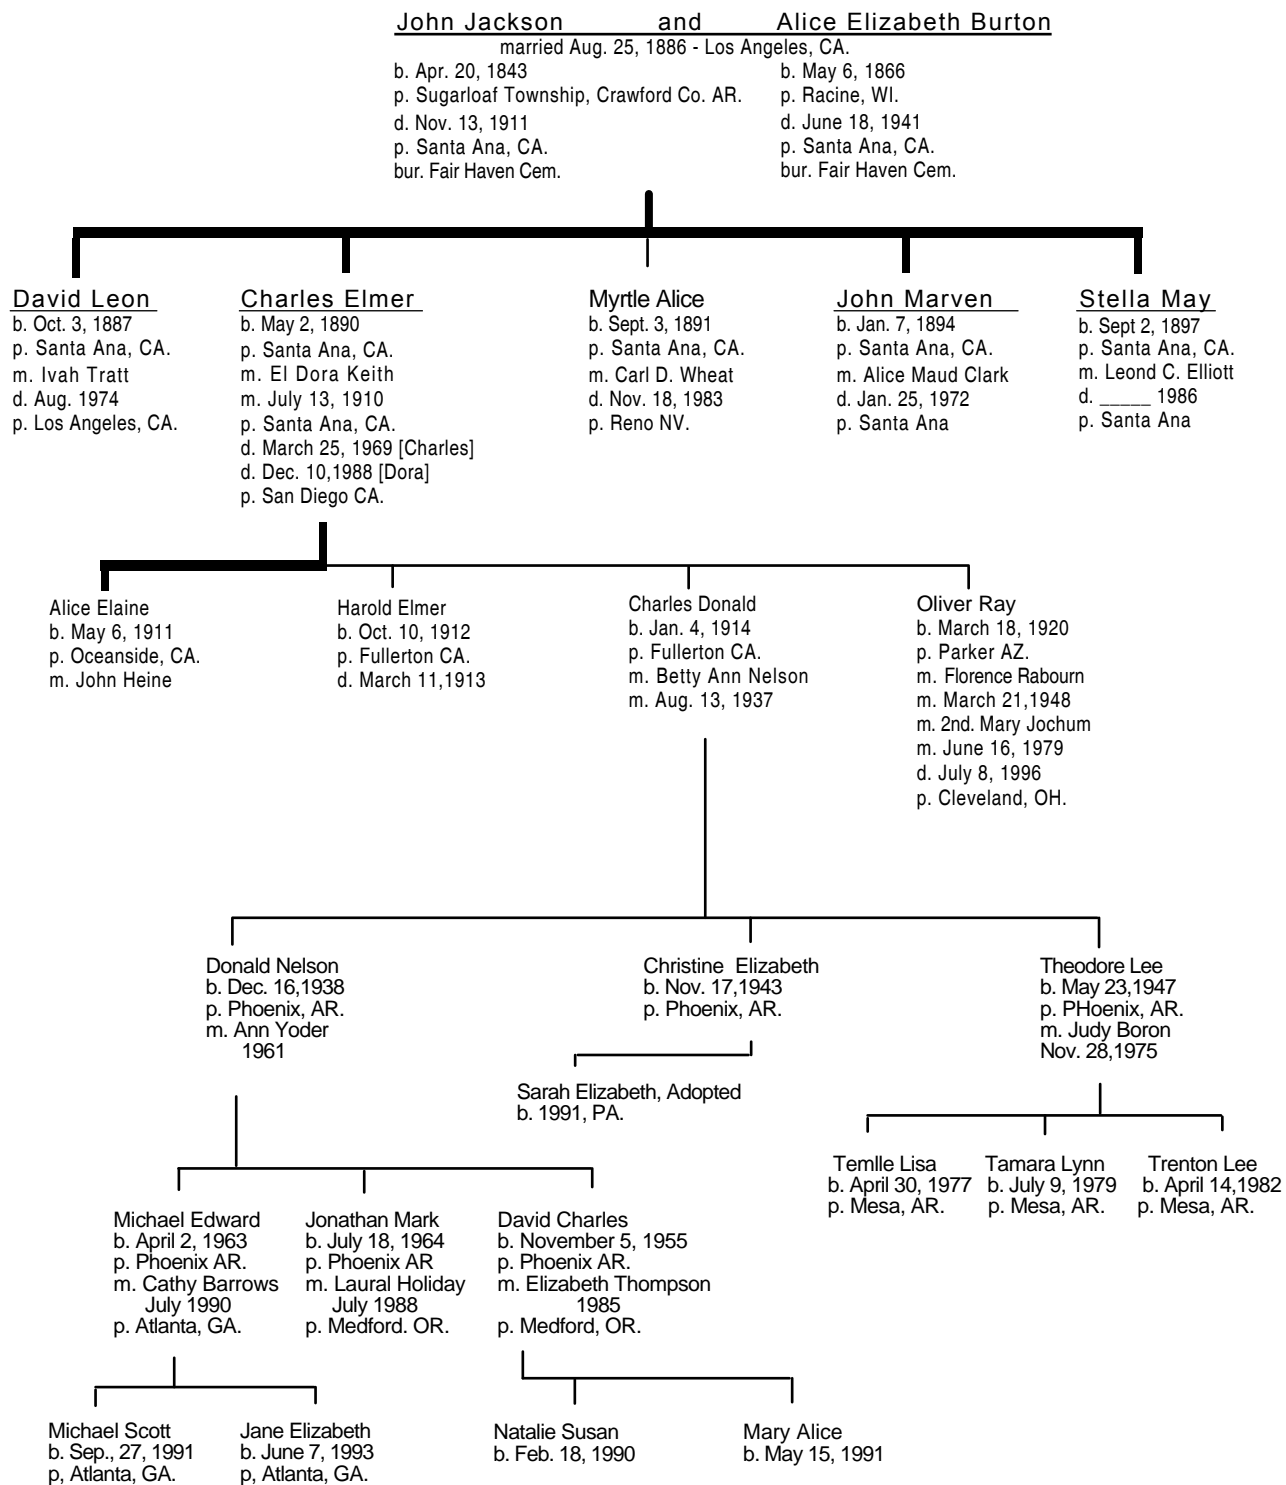 John Jackson and Alice Elizabeth Burton
married Aug. 25, 1886 - Los Angeles, CA.
b. Apr. 20, 1843
p. Sugarloaf Township, Crawford Co. AR.
d. Nov. 13, 1911
p. Santa Ana, CA.
bur. Fair Haven Cem.
b. May 6, 1866
p. Racine, WI.
d. June 18, 1941
p. Santa Ana, CA.
bur. Fair Haven Cem.
David Leon
b. Oct. 3, 1887
p. Santa Ana, CA.
m. Ivah Tratt
d. Aug. 1974
p. Los Angeles, CA.
Charles Elmer
b. May 2, 1890
p. Santa Ana, CA.
m. El Dora Keith
m. July 13, 1910
p. Santa Ana, CA.
d. March 25, 1969 [Charles]
d. Dec. 10,1988 [Dora]
p. San Diego CA.
Myrtle Alice
b. Sept. 3, 1891
p. Santa Ana, CA.
m. Carl D. Wheat
d. Nov. 18, 1983
p. Reno NV.
John Marven
b. Jan. 7, 1894
p. Santa Ana, CA.
m. Alice Maud Clark
d. Jan. 25, 1972
p. Santa Ana
Stella May
b. Sept 2, 1897
p. Santa Ana, CA.
m. Leond C. Elliott
d. _____ 1986
p. Santa Ana
Alice Elaine
b. May 6, 1911
p. Oceanside, CA.
m. John Heine
Harold Elmer
b. Oct. 10, 1912
p. Fullerton CA.
d. March 11,1913
Charles Donald
b. Jan. 4, 1914
p. Fullerton CA.
m. Betty Ann Nelson
m. Aug. 13, 1937
Oliver Ray
b. March 18, 1920
p. Parker AZ.
m. Florence Rabourn
m. March 21,1948
m. 2nd. Mary Jochum
m. June 16, 1979
d. July 8, 1996
p. Cleveland, OH.
Donald Nelson
b. Dec. 16,1938
p. Phoenix, AR.
m. Ann Yoder
1961
Christine Elizabeth
b. Nov. 17,1943
p. Phoenix, AR.
Theodore Lee
b. May 23,1947
p. PHoenix, AR.
m. Judy Boron
Nov. 28,1975
Sarah Elizabeth, Adopted
b. 1991, PA.
Temlle Lisa
b. April 30, 1977
p. Mesa, AR.
Tamara Lynn
b. July 9, 1979
p. Mesa, AR.
Trenton Lee
b. April 14,1982
p. Mesa, AR.
Michael Edward
b. April 2, 1963
p. Phoenix AR.
m. Cathy Barrows
July 1990
p. Atlanta, GA.
Jonathan Mark
b. July 18, 1964
p. Phoenix AR
m. Laural Holiday
July 1988
p. Medford. OR.
David Charles
b. November 5, 1955
p. Phoenix AR.
m. Elizabeth Thompson
1985
p. Medford, OR.
Michael Scott
b. Sep., 27, 1991
p, Atlanta, GA.
Jane Elizabeth
b. June 7, 1993
p, Atlanta, GA.
Natalie Susan
b. Feb. 18, 1990
Mary Alice
b. May 15, 1991